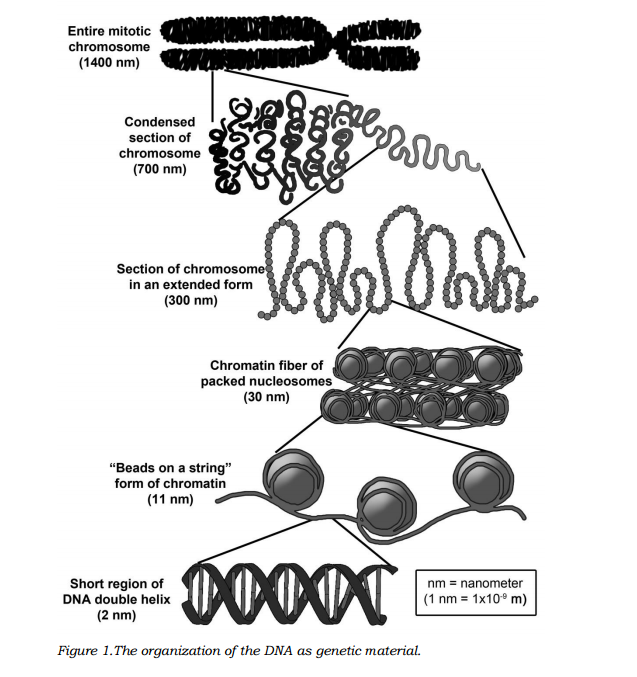 Entire mitotic
chromosome
(1400 nm)
Condensed
section of
chromosome
(700 nm)
Section of chromosome
in an extended form
(300 nm)
Chromatin fiber of
packed nucleosomes
(30 nm)
“Beads on a string”
form of chromatin
(11 nm)
Short region of
DNA double helix
(2 nm)
nm = nanometer
(1 nm = 1x10⁻⁹ m)
Figure 1.The organization of the DNA as genetic material.